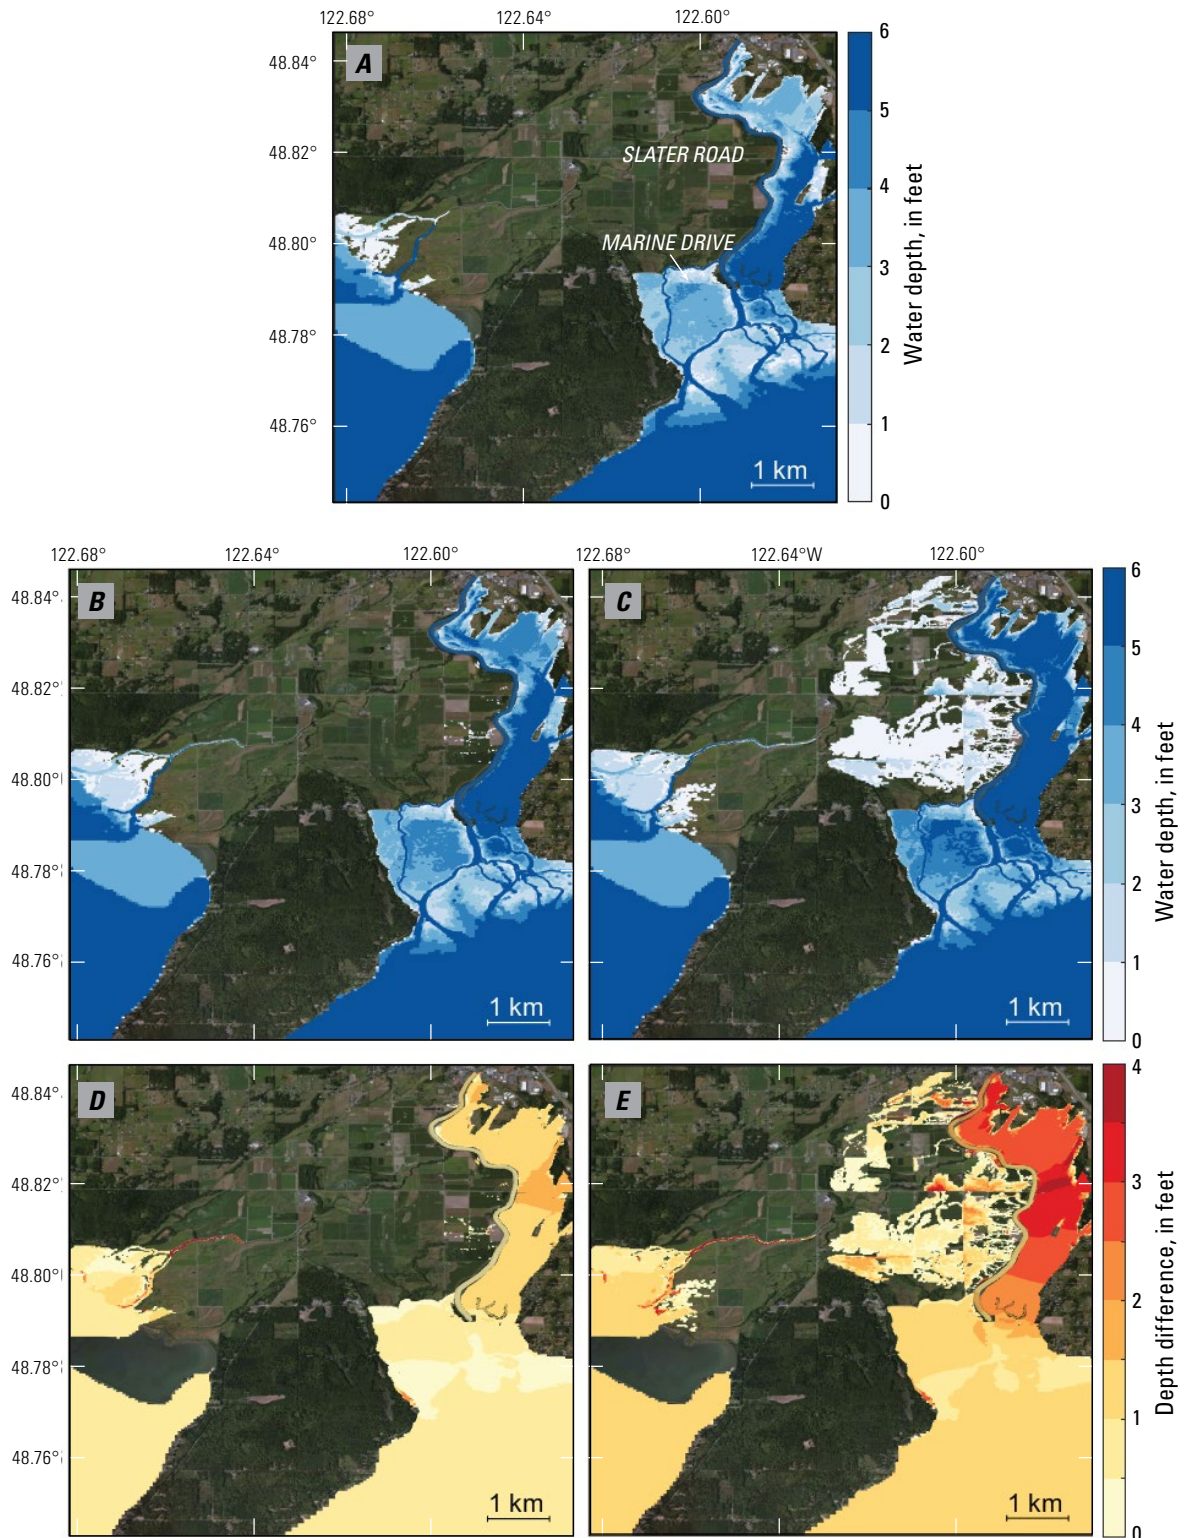 122.68° 122.64° 122.60°
A
48.84°
48.82°
48.80°
48.78°
48.76°
SLATER ROAD
MARINE DRIVE
1 km
6
5
4
3
2
1
0
Water depth, in feet
122.68° 122.64° 122.60°
B
48.84°
48.82°
48.80°
48.78°
48.76°
1 km
122.68° 122.64°W 122.60°
C
1 km
6
5
4
3
2
1
0
Water depth, in feet
D
48.84°
48.82°
48.80°
48.78°
48.76°
1 km
E
1 km
4
3
2
1
0
Depth difference, in feet